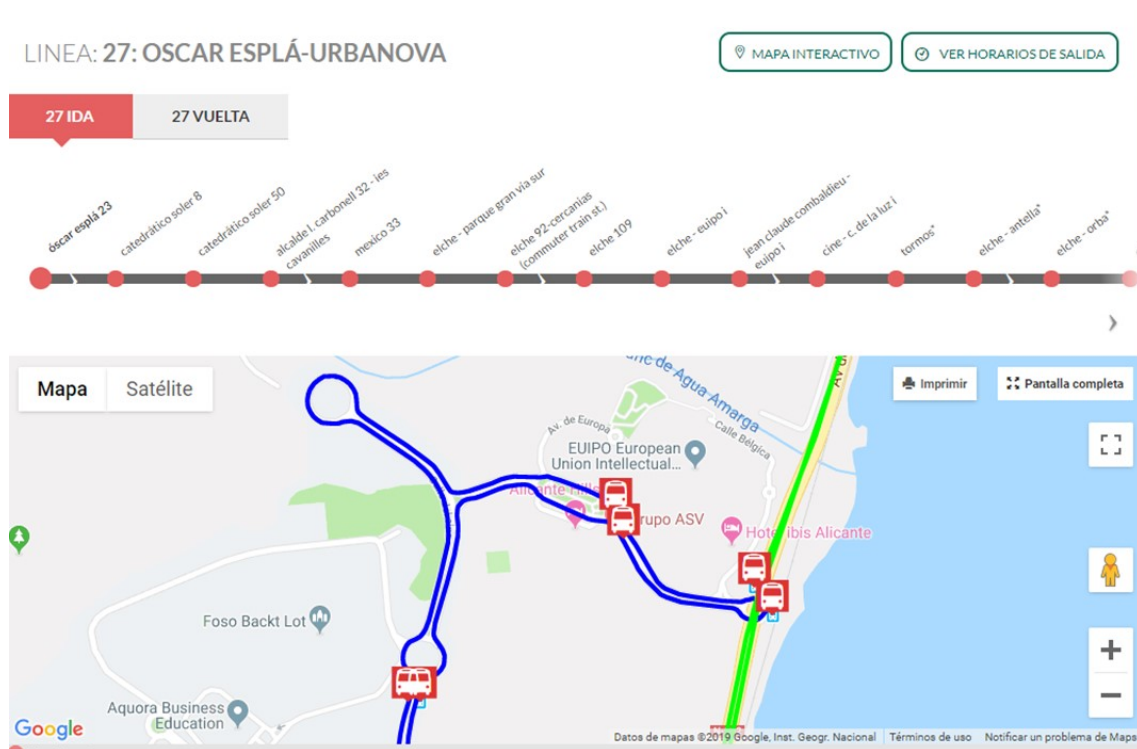 LINEA: 27: OSCAR ESPLÁ-URBANOVA
MAPA INTERACTIVO
VER HORARIOS DE SALIDA
27 IDA
27 VUELTA
óscar esplá 23
catedrático soler 8
catedrático soler 50
alcalde l. carbonell 32 - ies
cavanilles
mexico 33
elche - parque gran via sur
elche 92-cercanias
(commuter train st.)
elche 109
elche - euipo i
jean claude combaldieu -
euipo i
cine - c. de la luz i
tormos*
elche - antella*
elche - orba*
Mapa
Satélite
Imprimir
Pantalla completa
de Agua Amarga
Av. de Europa
Calle Bélgica
EUIPO European
Union Intellectual...
Alicante Hills
Grupo ASV
Hotel ibis Alicante
Foso Backt Lot
Aquora Business
Education
Google
Datos de mapas ©2019 Google, Inst. Geogr. Nacional
Términos de uso
Notificar un problema de Maps